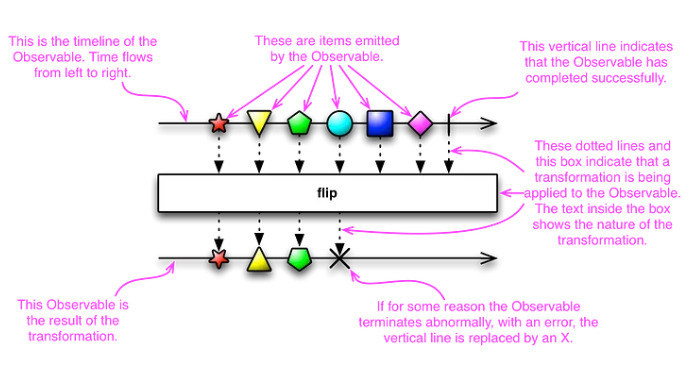 This is the timeline of the
Observable. Time flows
from left to right.
These are items emitted
by the Observable.
This vertical line indicates
that the Observable has
completed successfully.
These dotted lines and
this box indicate that a
transformation is being
applied to the Observable.
The text inside the box
shows the nature of the
transformation.
flip
This Observable is
the result of the
transformation.
If for some reason the Observable
terminates abnormally, with an error, the
vertical line is replaced by an X.